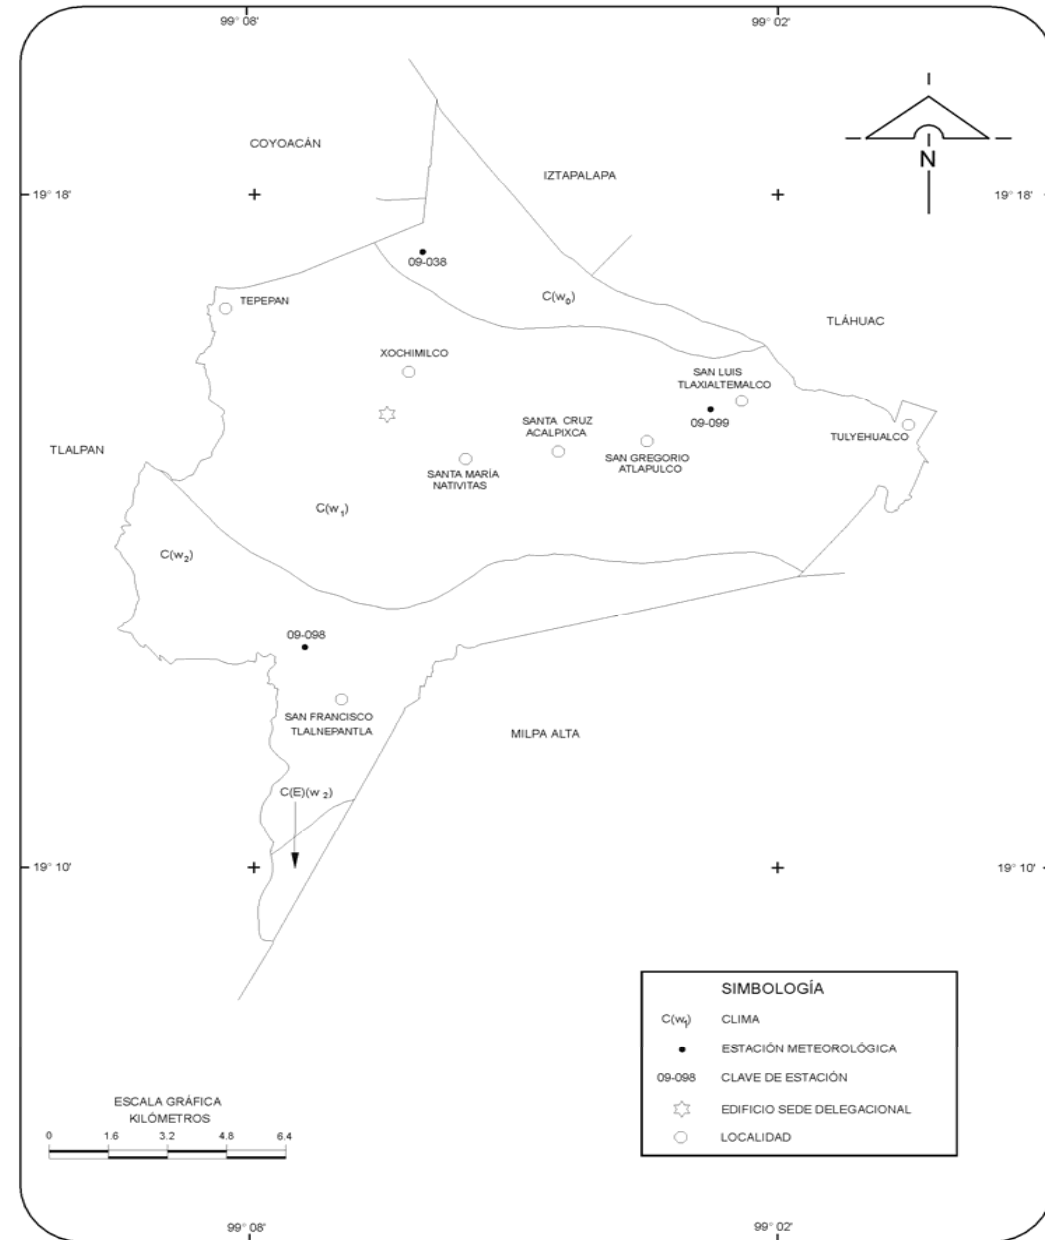 99° 08'
99° 02'
COYOACÁN
IZTAPALAPA
N
19° 18'
19° 18'
09-038
C(w₀)
TEPEPAN
TLÁHUAC
XOCHIMILCO
SAN LUIS
TLAXIALTEMALCO
09-099
SANTA CRUZ
ACALPIXCA
TULYEHUALCO
TLALPAN
SAN GREGORIO
ATLAPULCO
SANTA MARÍA
NATIVITAS
C(w₁)
C(w₂)
09-098
SAN FRANCISCO
TLALNEPANTLA
MILPA ALTA
C(E)(w₂)
19° 10'
19° 10'
SIMBOLOGÍA
C(w₁) CLIMA
ESTACIÓN METEOROLÓGICA
09-098 CLAVE DE ESTACIÓN
EDIFICIO SEDE DELEGACIONAL
LOCALIDAD
ESCALA GRÁFICA
KILÓMETROS
0 1.6 3.2 4.8 6.4
99° 08'
99° 02'